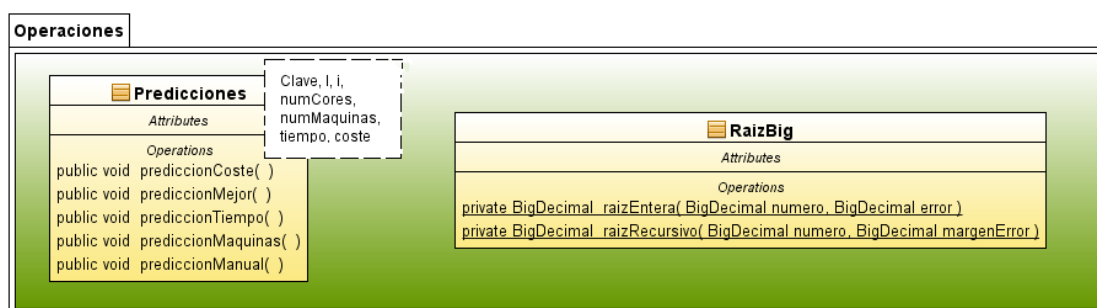 Operaciones
Predicciones
Attributes
Operations
public void prediccionCoste( )
public void prediccionMejor( )
public void prediccionTiempo( )
public void prediccionMaquinas( )
public void prediccionManual( )
Clave, l, i,
numCores,
numMaquinas,
tiempo, coste
RaizBig
Attributes
Operations
private BigDecimal raizEntera( BigDecimal numero, BigDecimal error )
private BigDecimal raizRecursivo( BigDecimal numero, BigDecimal margenError )